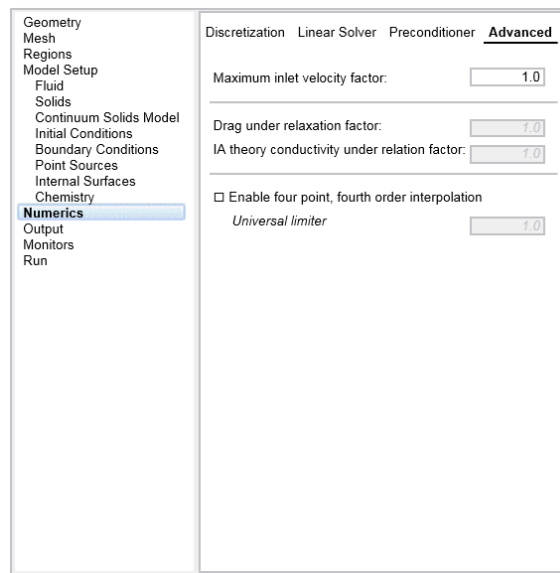 Geometry
Mesh
Regions
Model Setup
Fluid
Solids
Continuum Solids Model
Initial Conditions
Boundary Conditions
Point Sources
Internal Surfaces
Chemistry
Numerics
Output
Monitors
Run
Discretization Linear Solver Preconditioner Advanced
Maximum inlet velocity factor: 1.0
Drag under relaxation factor: 1.0
IA theory conductivity under relation factor: 1.0
Enable four point, fourth order interpolation
Universal limiter 1.0